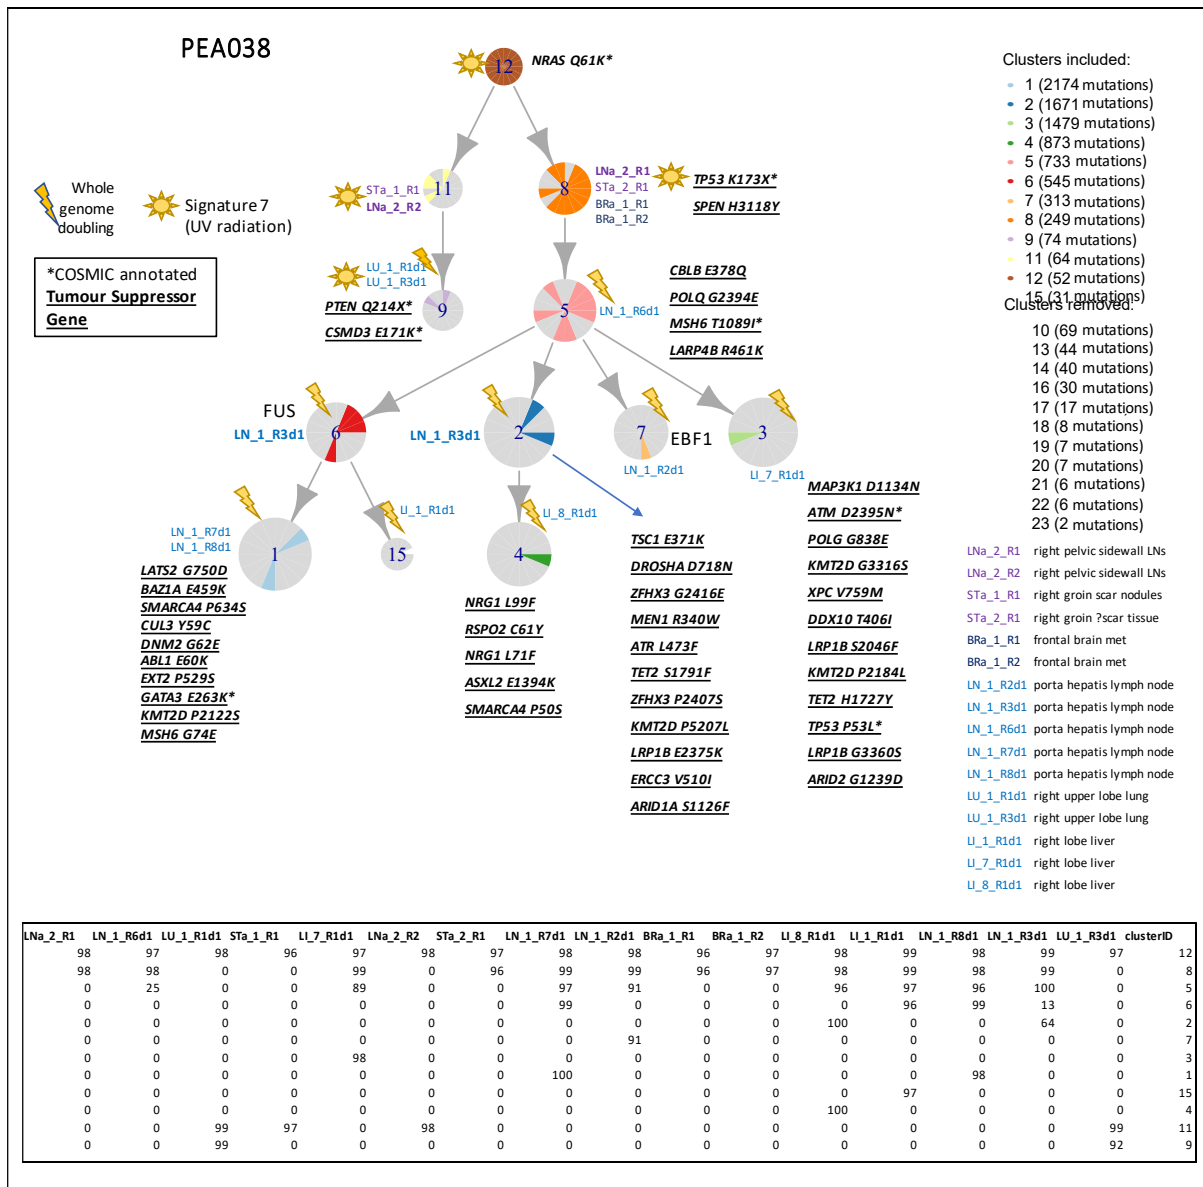 PEA038
12
NRAS Q61K*
Whole
genome
doubling
Signature 7
(UV radiation)
*COSMIC annotated
Tumour Suppressor
Gene
STa_1_R1
LNa_2_R2
11
8
LNa_2_R1
STa_2_R1
BRa_1_R1
BRa_1_R2
TP53 K173X*
SPEN H3118Y
LU_1_R1d1
LU_1_R3d1
9
PTEN Q214X*
CSMD3 E171K*
5
LN_1_R6d1
CBLB E378Q
POLQ G2394E
MSH6 T1089I*
LARP4B R461K
FUS
LN_1_R3d1
6
LN_1_R3d1
2
7
EBF1
LN_1_R2d1
3
LI_7_R1d1
LN_1_R7d1
LN_1_R8d1
1
LI_1_R1d1
15
LI_8_R1d1
4
LATS2 G750D
BAZ1A E459K
SMARCA4 P634S
CUL3 Y59C
DNM2 G62E
ABL1 E60K
EXT2 P529S
GATA3 E263K*
KMT2D P2122S
MSH6 G74E
NRG1 L99F
RSPO2 C61Y
NRG1 L71F
ASXL2 E1394K
SMARCA4 P50S
TSC1 E371K
DROSHA D718N
ZFHX3 G2416E
MEN1 R340W
ATR L473F
TET2 S1791F
ZFHX3 P2407S
KMT2D P5207L
LRP1B E2375K
ERCC3 V510I
ARID1A S1126F
MAP3K1 D1134N
ATM D2395N*
POLG G838E
KMT2D G3316S
XPC V759M
DDX10 T406I
LRP1B S2046F
KMT2D P2184L
TET2 H1727Y
TP53 P53L*
LRP1B G3360S
ARID2 G1239D
Clusters included:
1 (2174 mutations)
2 (1671 mutations)
3 (1479 mutations)
4 (873 mutations)
5 (733 mutations)
6 (545 mutations)
7 (313 mutations)
8 (249 mutations)
9 (74 mutations)
11 (64 mutations)
12 (52 mutations)
15 (31 mutations)
Clusters removed:
10 (69 mutations)
13 (44 mutations)
14 (40 mutations)
16 (30 mutations)
17 (17 mutations)
18 (8 mutations)
19 (7 mutations)
20 (7 mutations)
21 (6 mutations)
22 (6 mutations)
23 (2 mutations)
LNa_2_R1 right pelvic sidewall LNs
LNa_2_R2 right pelvic sidewall LNs
STa_1_R1 right groin scar nodules
STa_2_R1 right groin ?scar tissue
BRa_1_R1 frontal brain met
BRa_1_R2 frontal brain met
LN_1_R2d1 porta hepatis lymph node
LN_1_R3d1 porta hepatis lymph node
LN_1_R6d1 porta hepatis lymph node
LN_1_R7d1 porta hepatis lymph node
LN_1_R8d1 porta hepatis lymph node
LU_1_R1d1 right upper lobe lung
LU_1_R3d1 right upper lobe lung
LI_1_R1d1 right lobe liver
LI_7_R1d1 right lobe liver
LI_8_R1d1 right lobe liver
LNa_2_R1 LN_1_R6d1 LU_1_R1d1 STa_1_R1 LI_7_R1d1 LNa_2_R2 STa_2_R1 LN_1_R7d1 LN_1_R2d1 BRa_1_R1 BRa_1_R2 LI_8_R1d1 LI_1_R1d1 LN_1_R8d1 LN_1_R3d1 LU_1_R3d1 clusterID
98 97 98 96 97 98 97 98 98 96 97 98 99 98 99 97 12
98 98 0 0 99 0 96 99 99 96 97 98 99 98 99 0 8
0 25 0 0 89 0 0 97 91 0 0 96 97 96 100 0 5
0 0 0 0 0 0 0 99 0 0 0 0 96 99 13 0 6
0 0 0 0 0 0 0 0 0 0 0 100 0 0 64 0 2
0 0 0 0 0 0 0 0 91 0 0 0 0 0 0 0 7
0 0 0 0 98 0 0 0 0 0 0 0 0 0 0 0 3
0 0 0 0 0 0 0 100 0 0 0 0 0 98 0 0 1
0 0 0 0 0 0 0 0 0 0 0 0 97 0 0 0 15
0 0 0 0 0 0 0 0 0 0 0 100 0 0 0 0 4
0 0 99 97 0 98 0 0 0 0 0 0 0 0 0 99 11
0 0 99 0 0 0 0 0 0 0 0 0 0 0 0 92 9